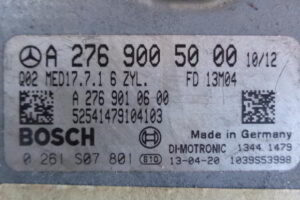 A 276 900 50 00 10/12
Q02 MED17.7.1 6 ZYL. FD 13M04
A 276 901 06 00
52541479104103
BOSCH
Made in Germany
DI-MOTRONIC 1344 1479
0 261 S07 801 13-04-20 1039S53998